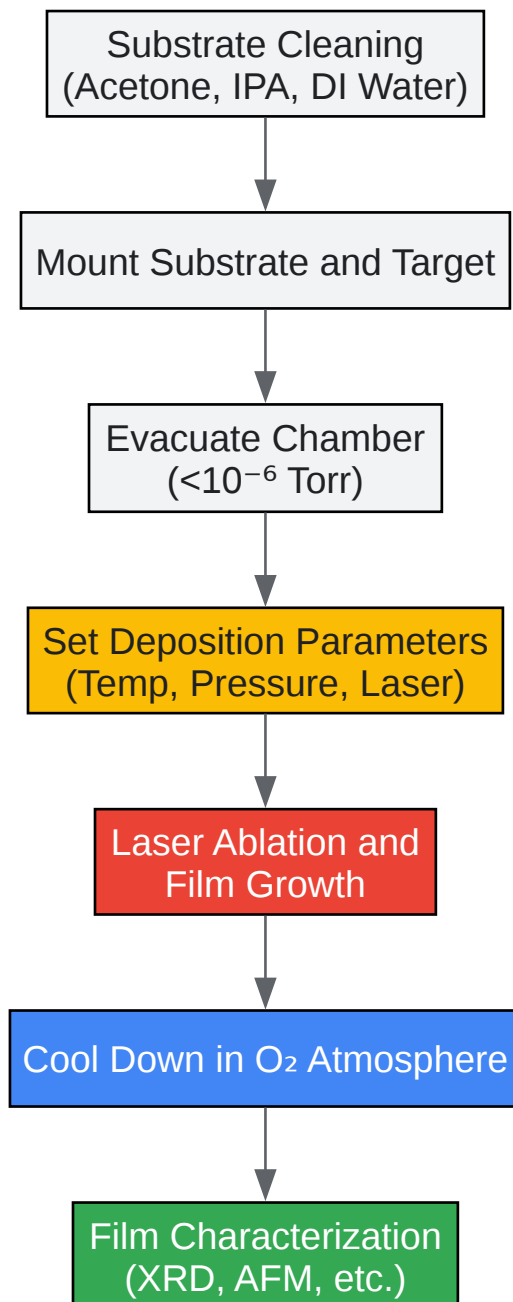 Substrate Cleaning
(Acetone, IPA, DI Water)
Mount Substrate and Target
Evacuate Chamber
(<10⁻⁶ Torr)
Set Deposition Parameters
(Temp, Pressure, Laser)
Laser Ablation and
Film Growth
Cool Down in O₂ Atmosphere
Film Characterization
(XRD, AFM, etc.)